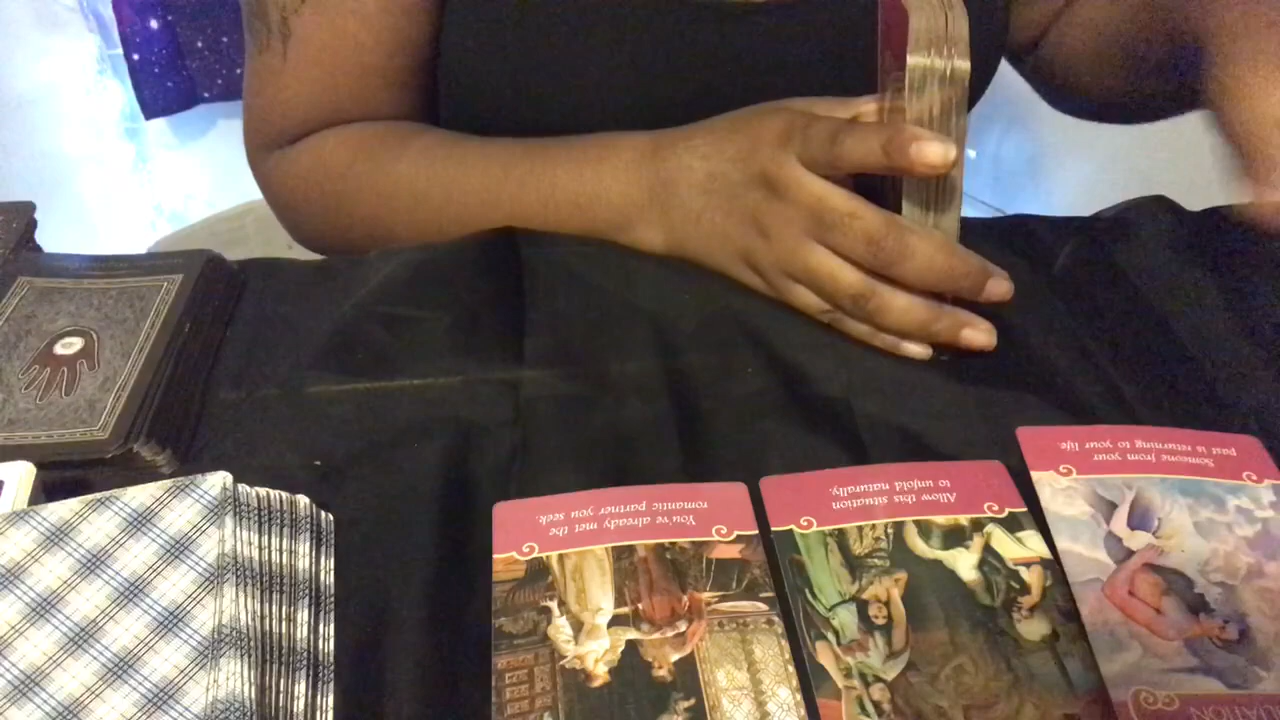 You've already met the
romantic partner you seek.
Allow this situation
to unfold naturally.
Someone from your
past is returning to your life.